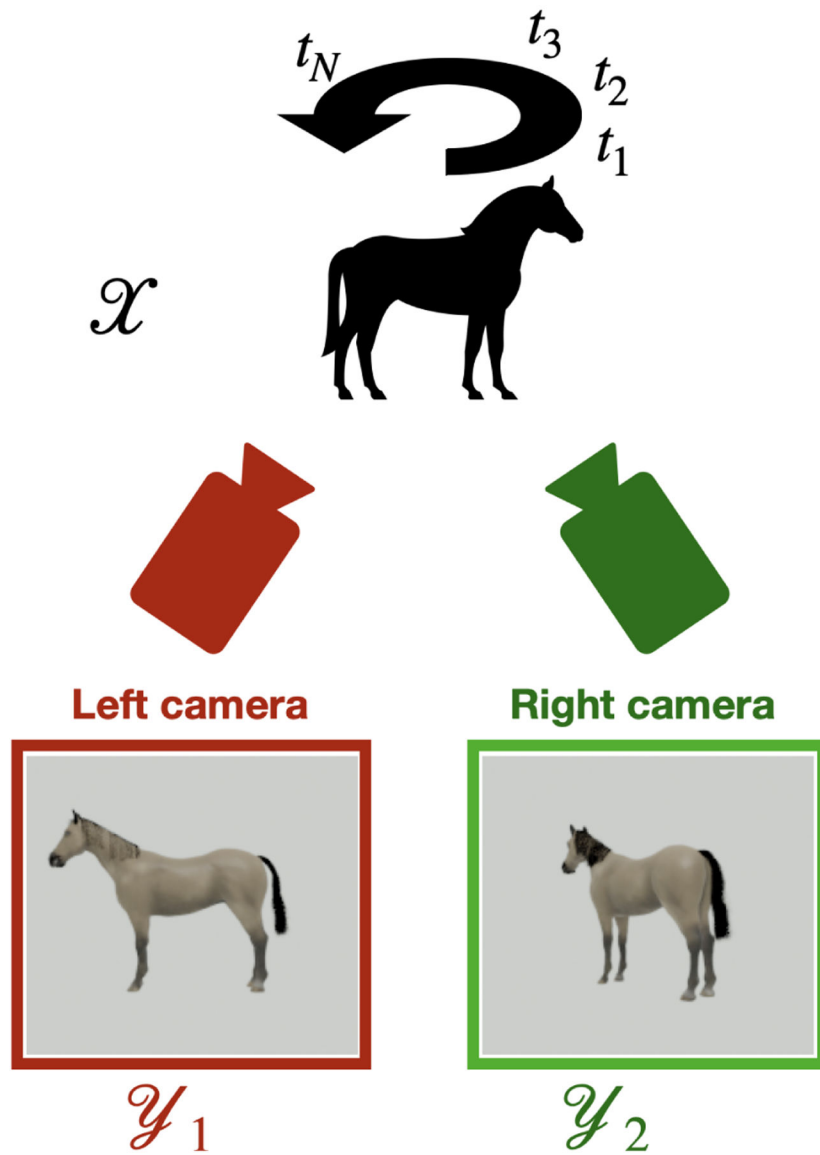 t_N t_3
t_2
t_1
𝒳
Left camera Right camera
𝒴_1 𝒴_2